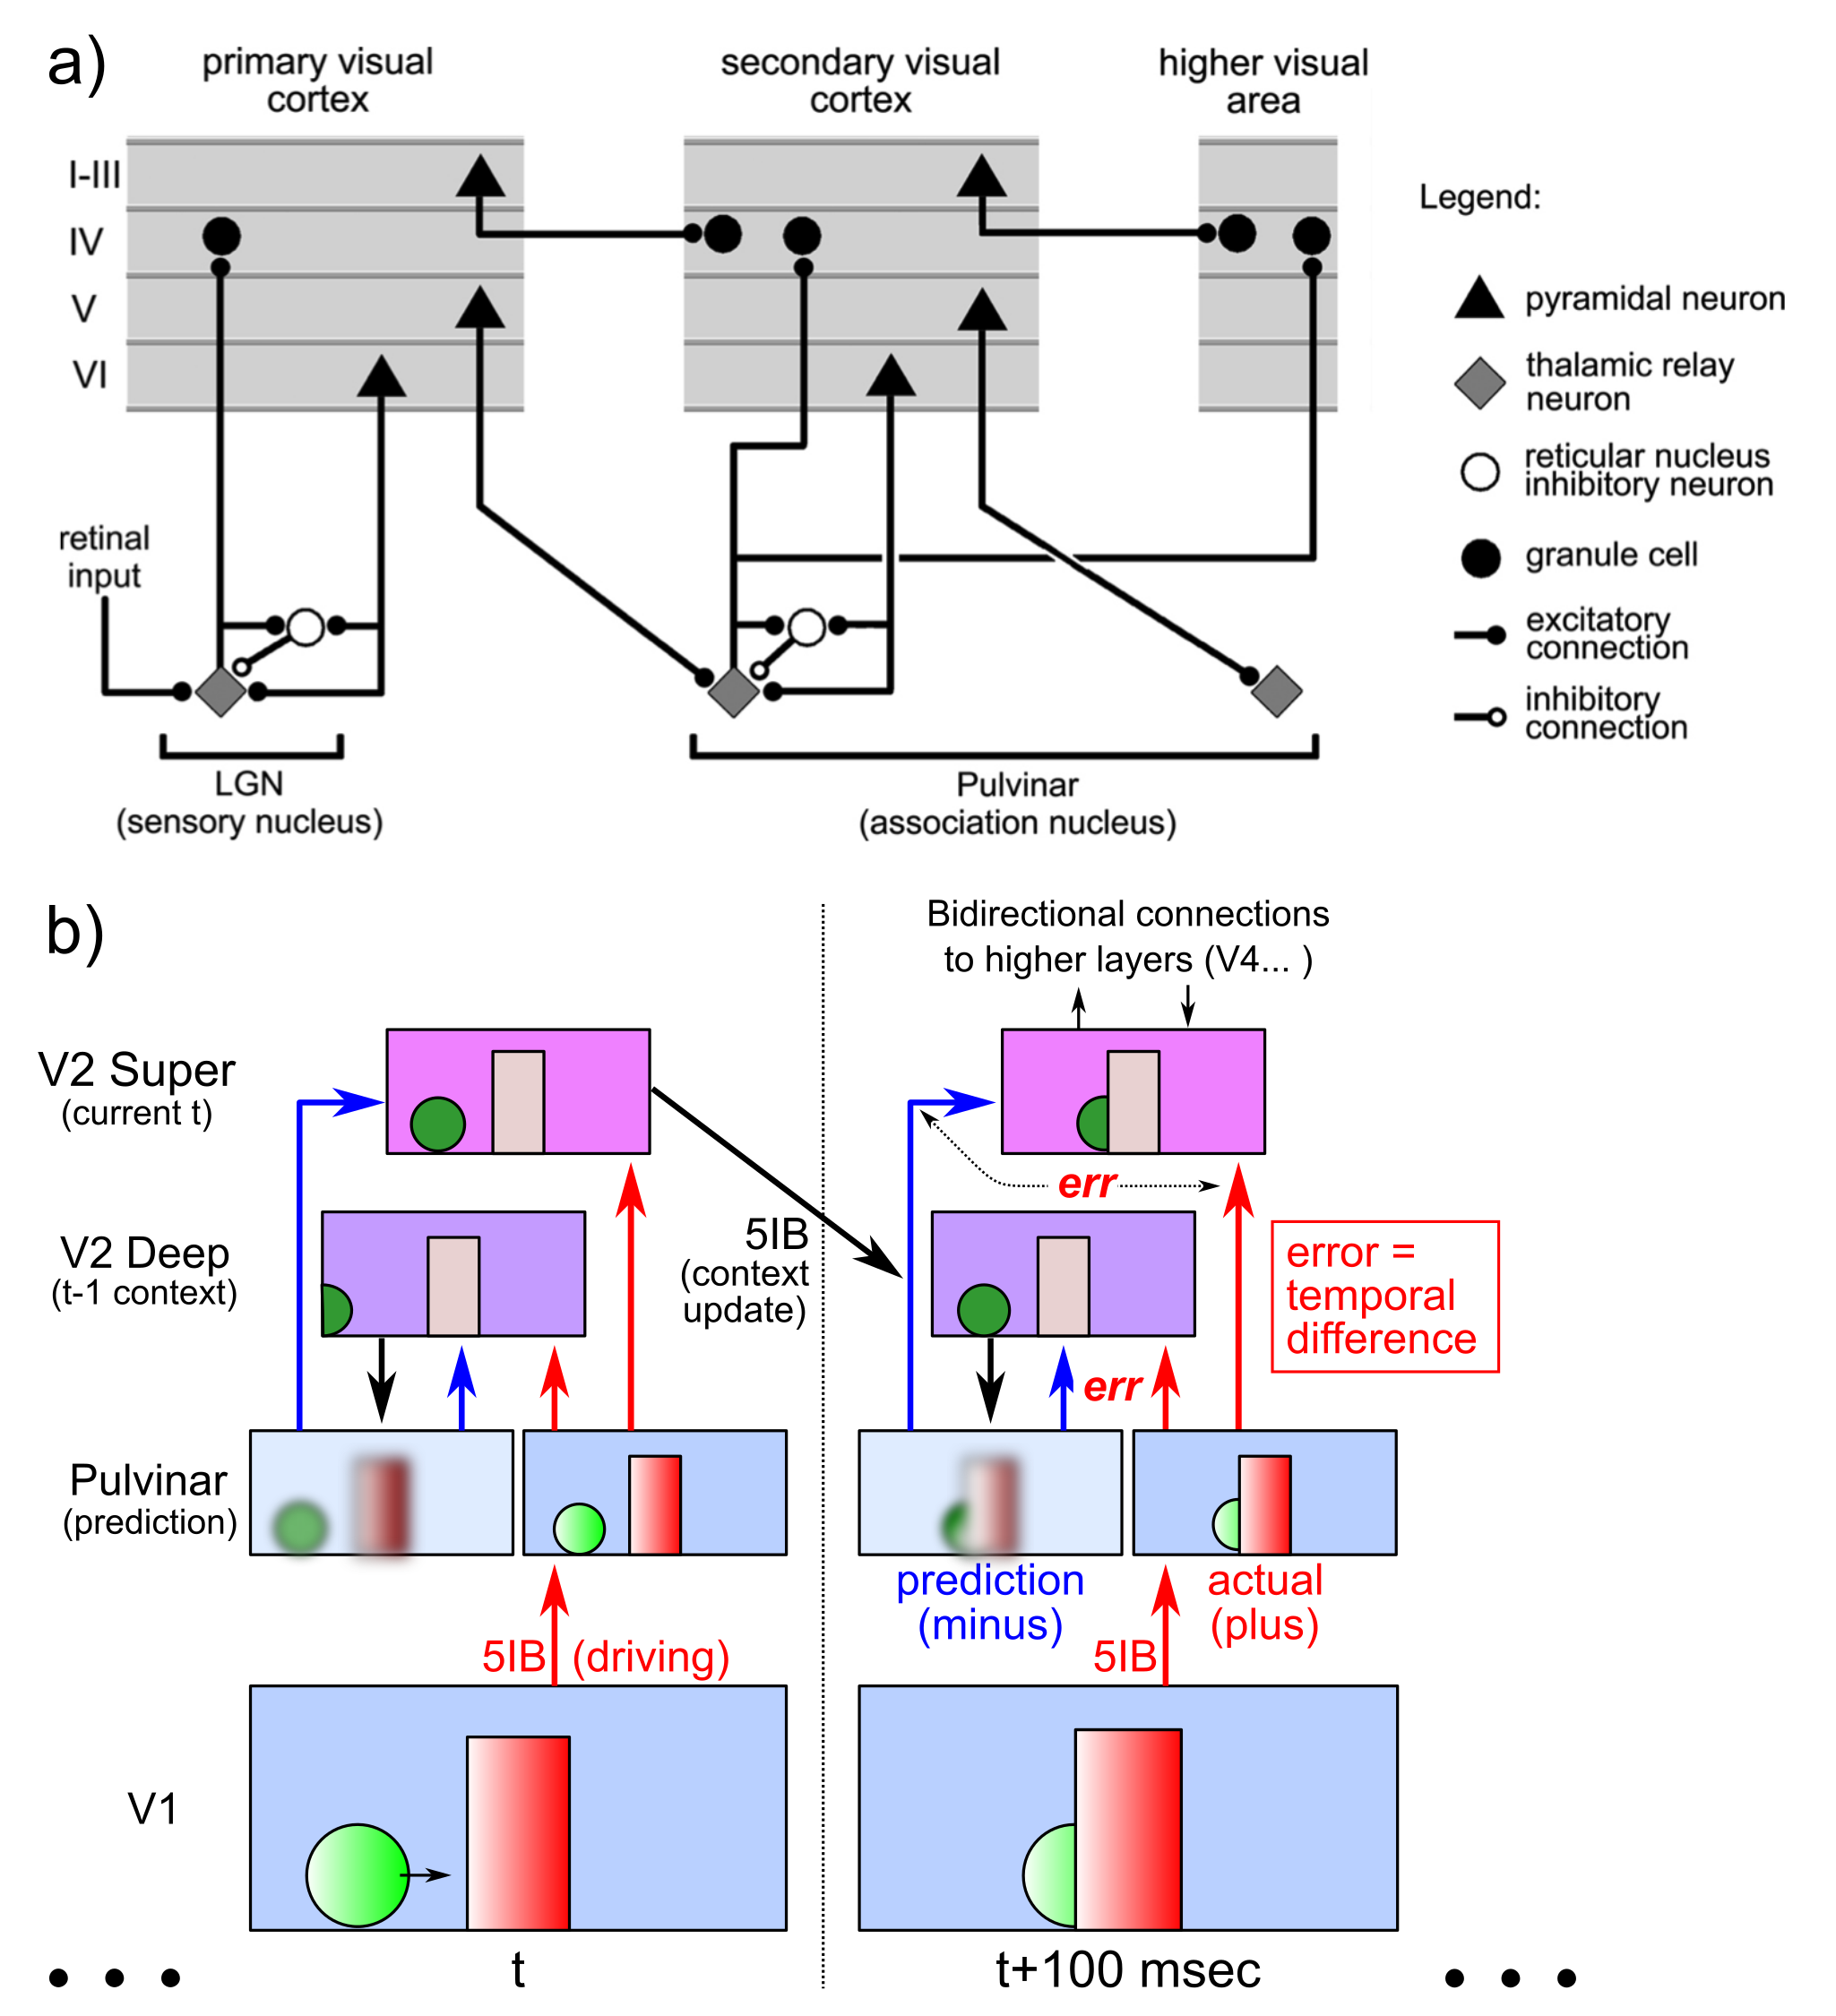 a)
primary visual
cortex
secondary visual
cortex
higher visual
area
I-III
IV
V
VI
retinal
input
LGN
(sensory nucleus)
Pulvinar
(association nucleus)
Legend:
pyramidal neuron
thalamic relay
neuron
reticular nucleus
inhibitory neuron
granule cell
excitatory
connection
inhibitory
connection
b)
Bidirectional connections
to higher layers (V4... )
V2 Super
(current t)
err
V2 Deep
(t-1 context)
5IB
(context
update)
error =
temporal
difference
err
Pulvinar
(prediction)
prediction
(minus)
actual
(plus)
5IB (driving)
5IB
V1
t
t+100 msec